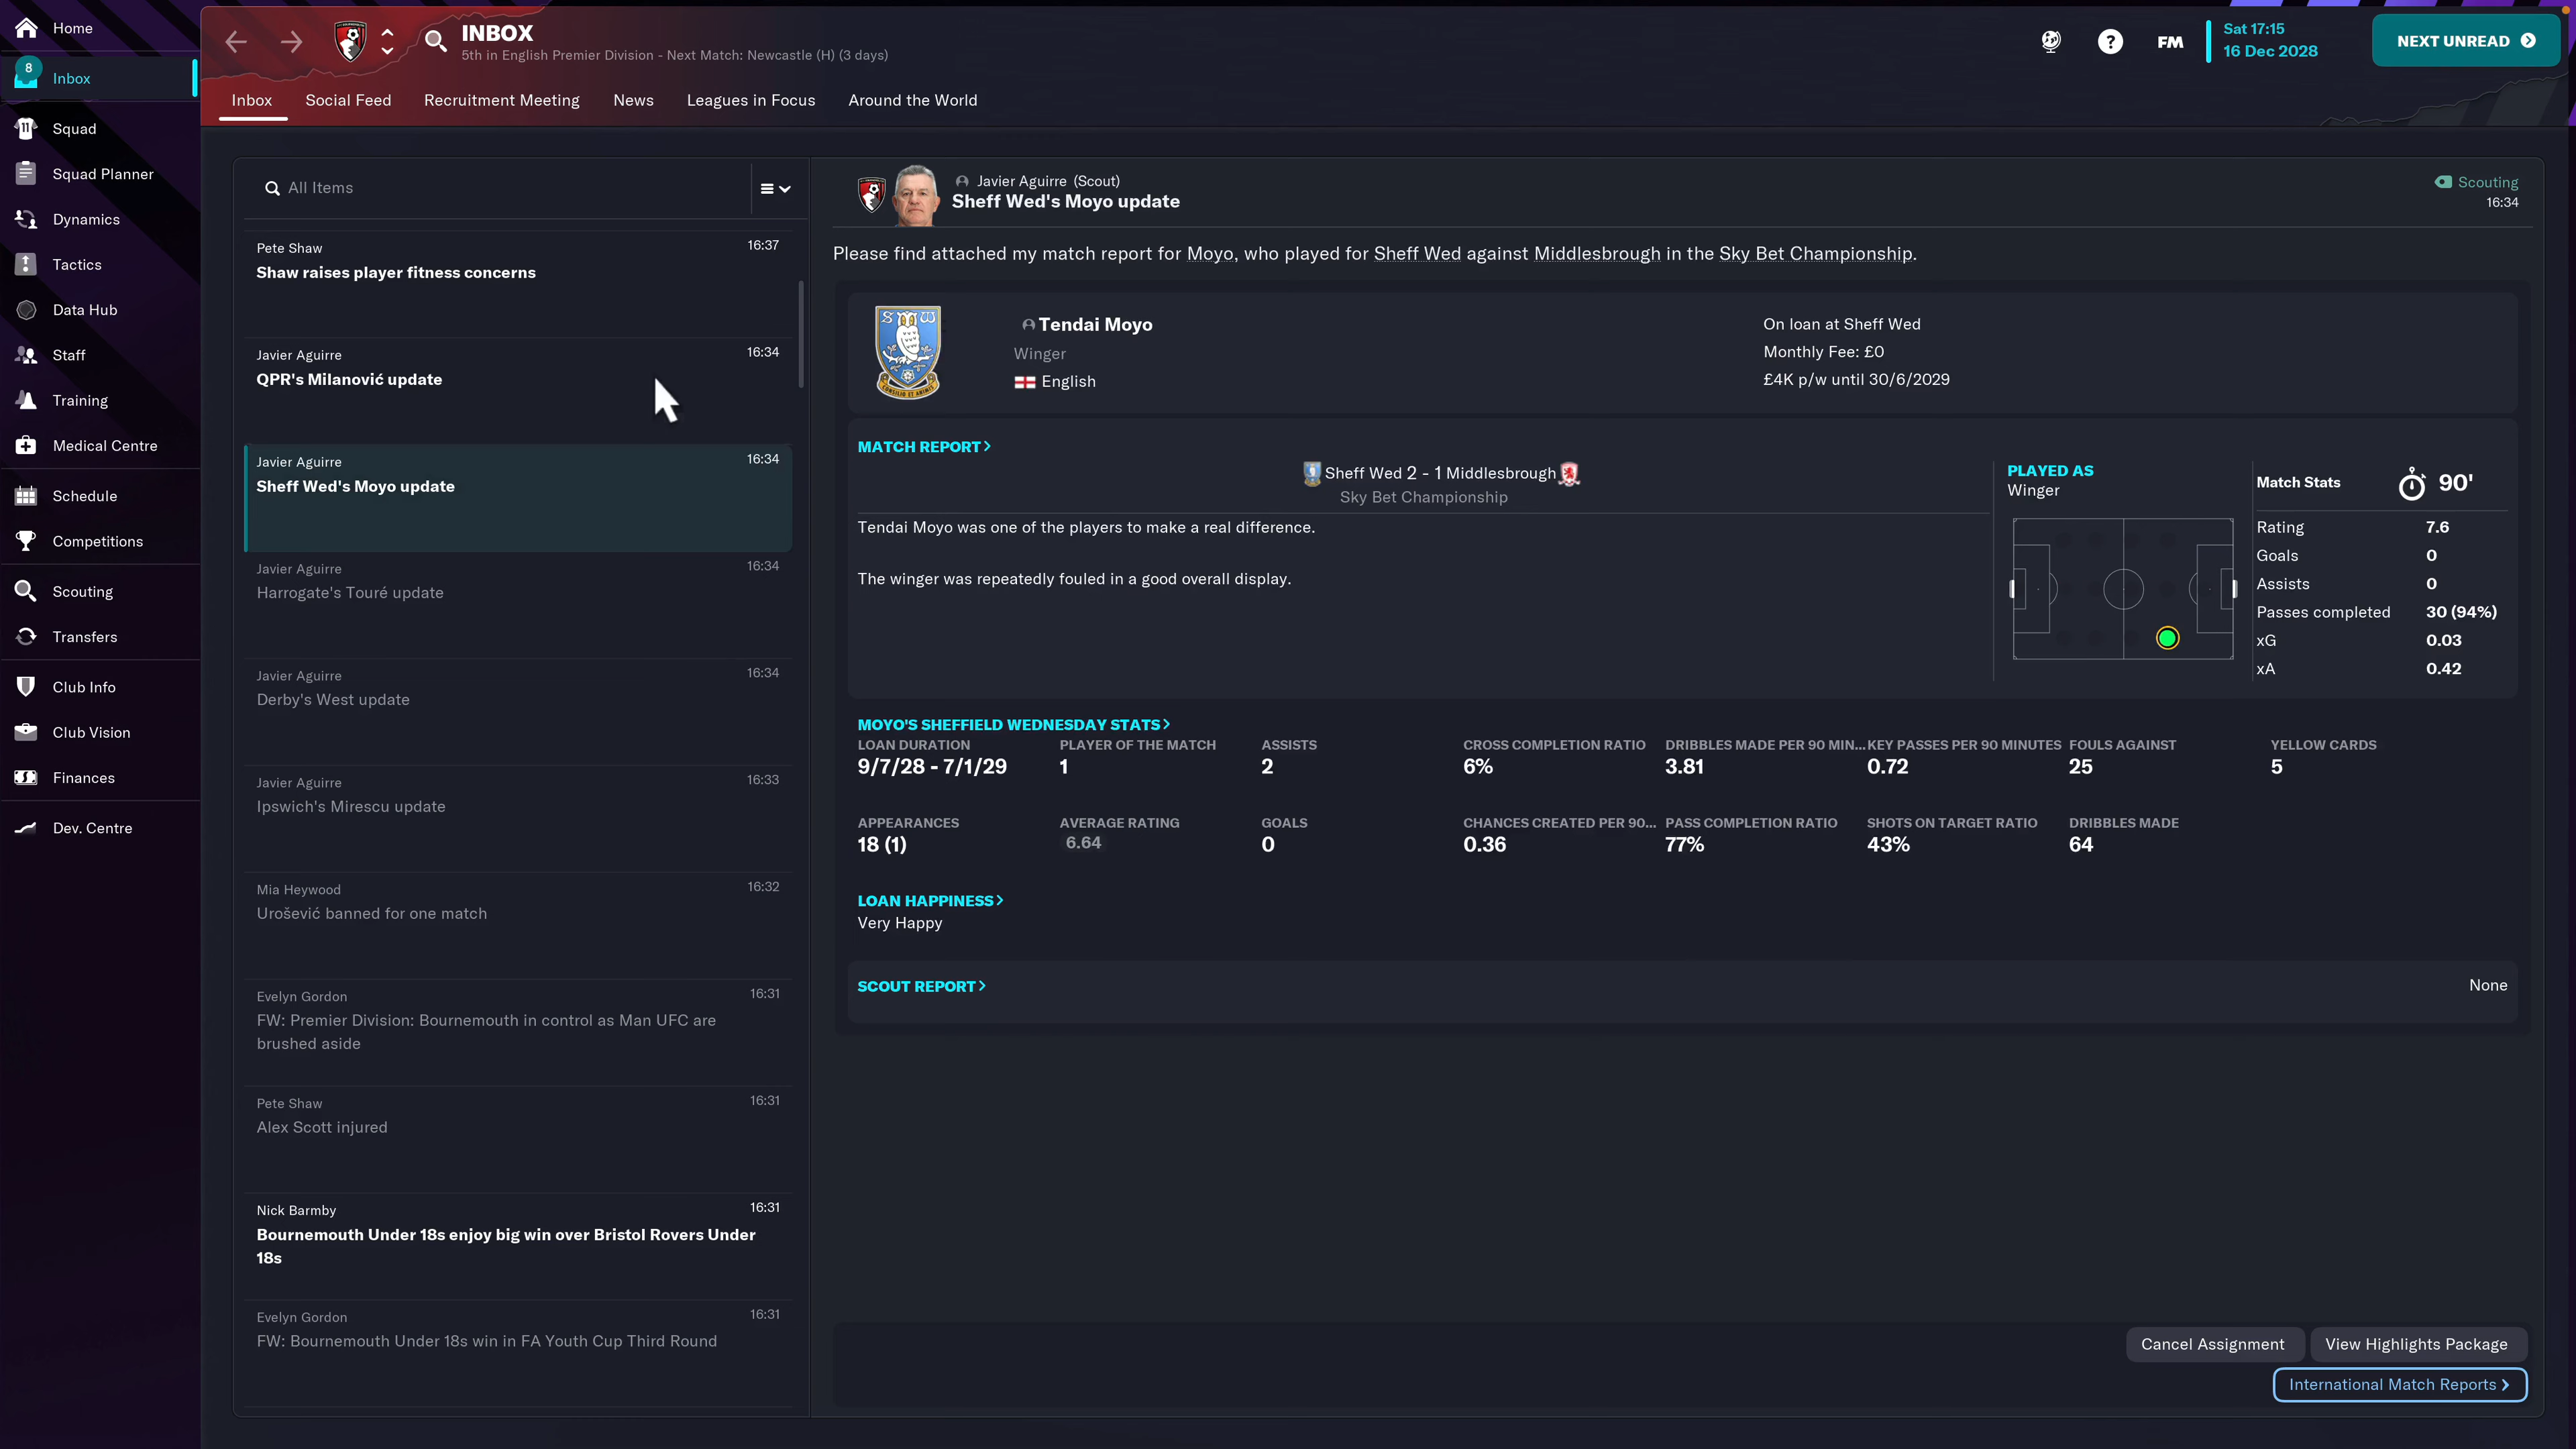 Home
8
Inbox
Squad
Squad Planner
Dynamics
Tactics
Data Hub
Staff
Training
Medical Centre
Schedule
Competitions
Scouting
Transfers
Club Info
Club Vision
Finances
Dev. Centre
INBOX
5th in English Premier Division - Next Match: Newcastle (H) (3 days)
?
FM
Sat 17:15
16 Dec 2028
NEXT UNREAD
Inbox
Social Feed
Recruitment Meeting
News
Leagues in Focus
Around the World
All Items
Pete Shaw 16:37
Shaw raises player fitness concerns
Javier Aguirre 16:34
QPR's Milanović update
Javier Aguirre 16:34
Sheff Wed's Moyo update
Javier Aguirre 16:34
Harrogate's Touré update
Javier Aguirre 16:34
Derby's West update
Javier Aguirre 16:33
Ipswich's Mirescu update
Mia Heywood 16:32
Urošević banned for one match
Evelyn Gordon 16:31
FW: Premier Division: Bournemouth in control as Man UFC are
brushed aside
Pete Shaw 16:31
Alex Scott injured
Nick Barmby 16:31
Bournemouth Under 18s enjoy big win over Bristol Rovers Under
18s
Evelyn Gordon 16:31
FW: Bournemouth Under 18s win in FA Youth Cup Third Round
Javier Aguirre (Scout)
Sheff Wed's Moyo update
Scouting
16:34
Please find attached my match report for Moyo, who played for Sheff Wed against Middlesbrough in the Sky Bet Championship.
Tendai Moyo
Winger
English
On loan at Sheff Wed
Monthly Fee: £0
£4K p/w until 30/6/2029
MATCH REPORT
Sheff Wed 2 - 1 Middlesbrough
Sky Bet Championship
Tendai Moyo was one of the players to make a real difference.
The winger was repeatedly fouled in a good overall display.
PLAYED AS
Winger
Match Stats 90'
Rating 7.6
Goals 0
Assists 0
Passes completed 30 (94%)
xG 0.03
xA 0.42
MOYO'S SHEFFIELD WEDNESDAY STATS
LOAN DURATION PLAYER OF THE MATCH ASSISTS CROSS COMPLETION RATIO DRIBBLES MADE PER 90 MIN... KEY PASSES PER 90 MINUTES FOULS AGAINST YELLOW CARDS
9/7/28 - 7/1/29 1 2 6% 3.81 0.72 25 5
APPEARANCES AVERAGE RATING GOALS CHANCES CREATED PER 90... PASS COMPLETION RATIO SHOTS ON TARGET RATIO DRIBBLES MADE
18 (1) 6.64 0 0.36 77% 43% 64
LOAN HAPPINESS
Very Happy
SCOUT REPORT None
Cancel Assignment
View Highlights Package
International Match Reports